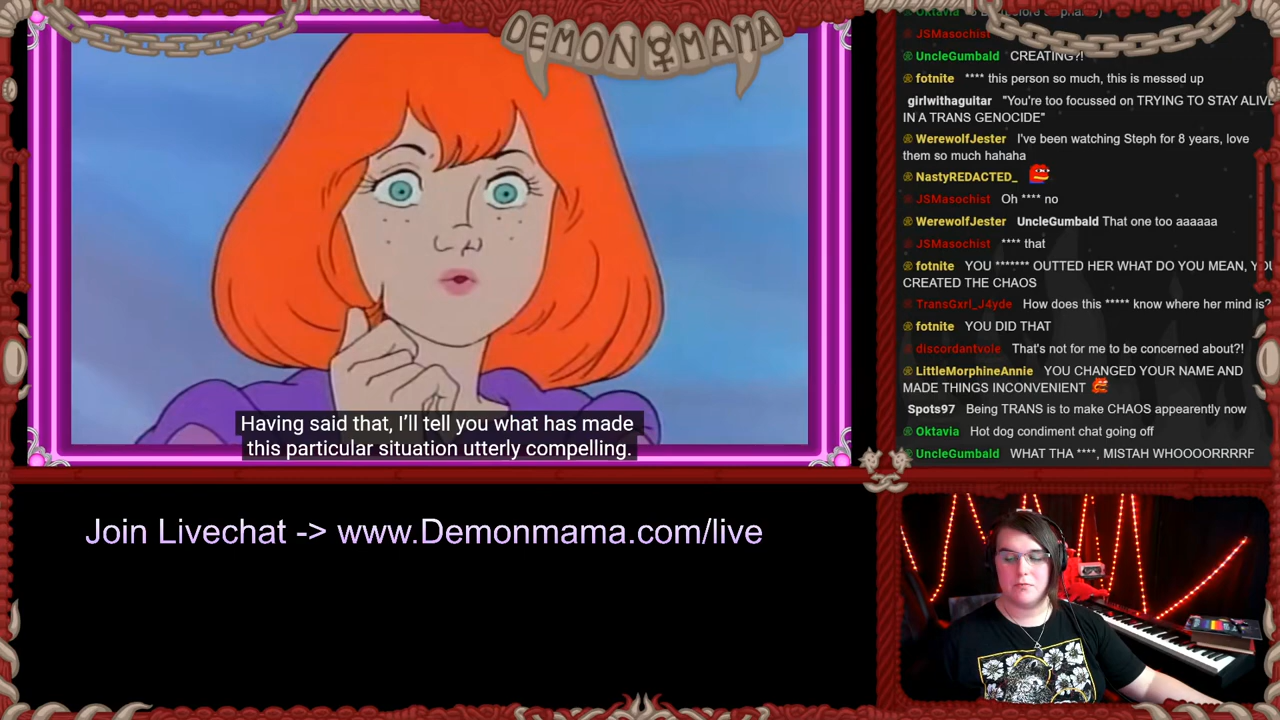 DEMON MAMA
Oktavia
JSMasochist
UncleGumbald CREATING?!
fotnite **** this person so much, this is messed up
girlwithaguitar "You're too focussed on TRYING TO STAY ALIVE
IN A TRANS GENOCIDE"
WerewolfJester I've been watching Steph for 8 years, love
them so much hahaha
NastyREDACTED_
JSMasochist Oh **** no
WerewolfJester UncleGumbald That one too aaaaa
JSMasochist **** that
fotnite YOU ******* OUTTED HER WHAT DO YOU MEAN, YOU
CREATED THE CHAOS
TransGxrl_J4yde How does this ***** know where her mind is?
fotnite YOU DID THAT
discordantvole That's not for me to be concerned about?!
LittleMorphineAnnie YOU CHANGED YOUR NAME AND
MADE THINGS INCONVENIENT
Spots97 Being TRANS is to make CHAOS appearently now
Oktavia Hot dog condiment chat going off
UncleGumbald WHAT THA ****, MISTAH WHOOOORRRRF
Having said that, I'll tell you what has made
this particular situation utterly compelling.
Join Livechat -> www.Demonmama.com/live